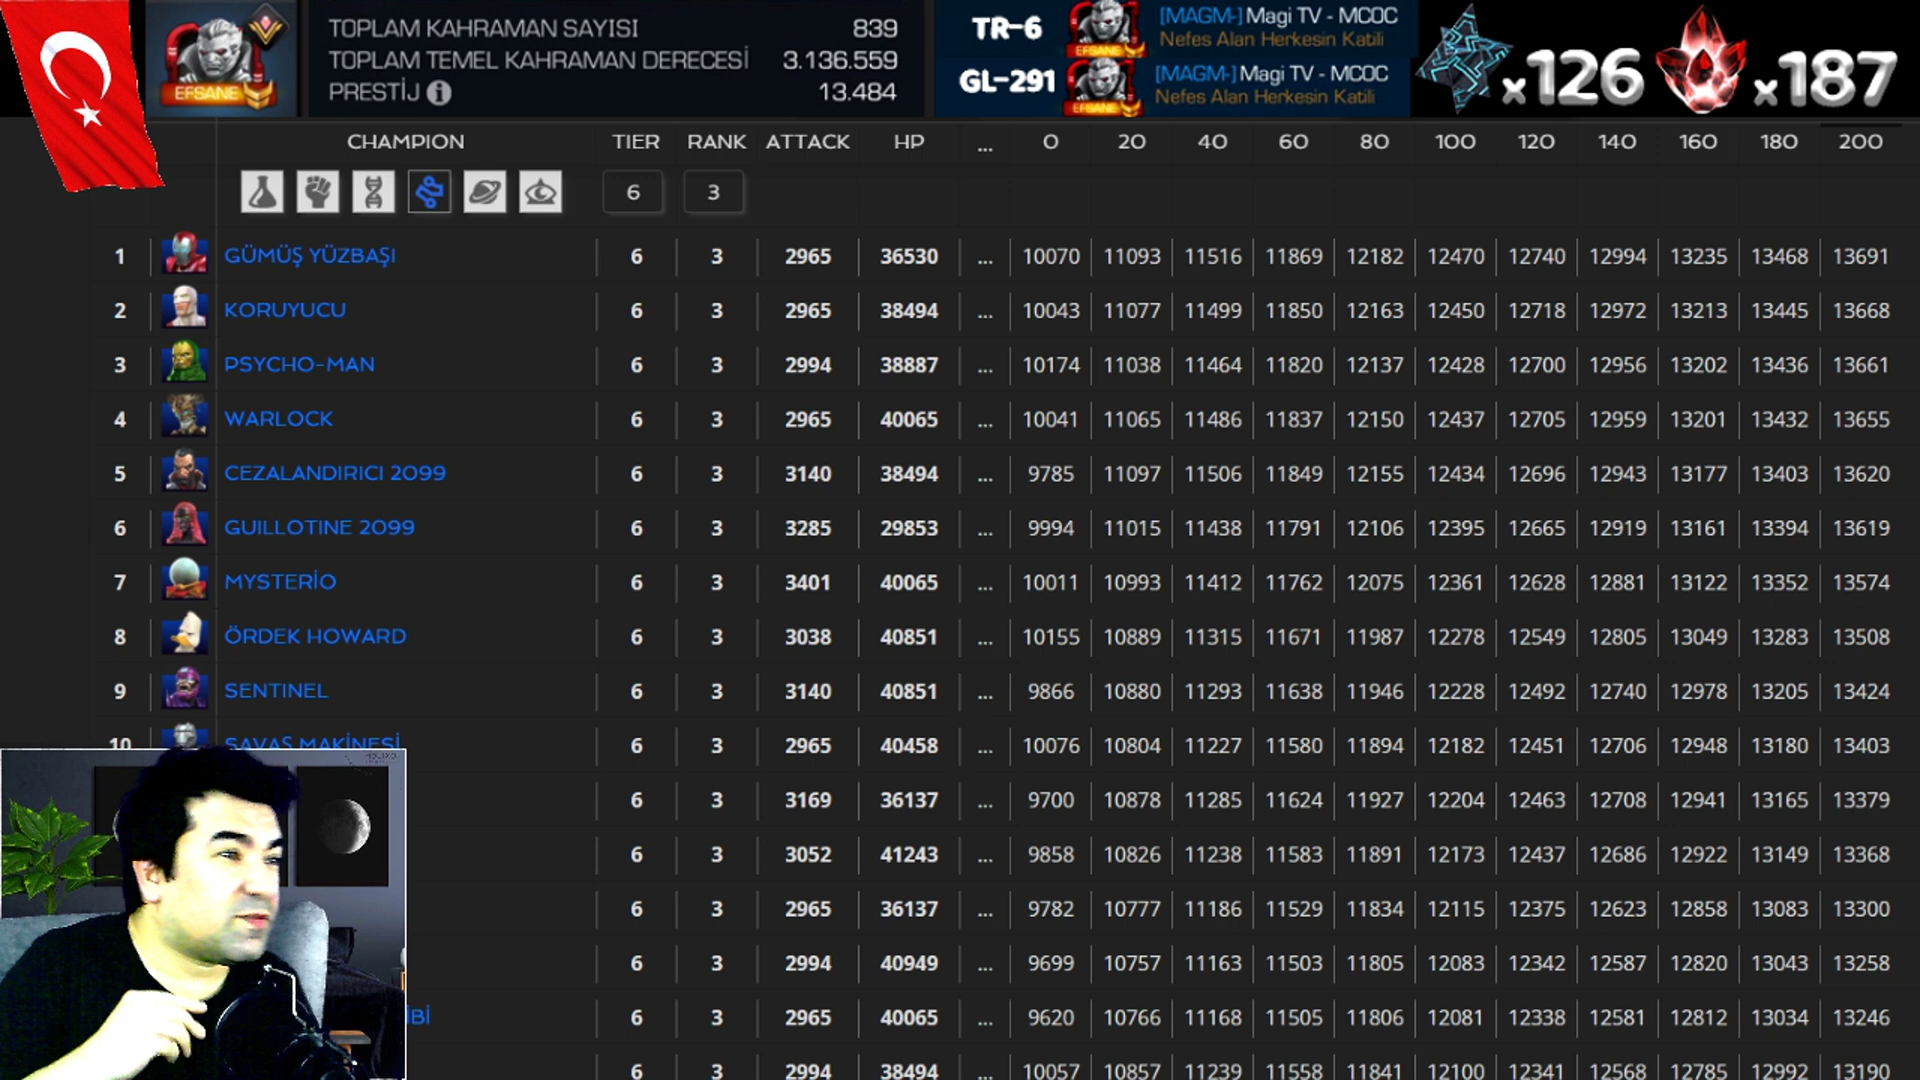 TOPLAM KAHRAMAN SAYISI 839
TOPLAM TEMEL KAHRAMAN DERECESİ 3.136.559
PRESTİJ i 13.484
EFSANE
TR-6 EFSANE [MAGM-] Magi TV - MCOC
Nefes Alan Herkesin Katili
GL-291 EFSANE [MAGM-] Magi TV - MCOC
Nefes Alan Herkesin Katili
x126 x187
CHAMPION TIER RANK ATTACK HP ... 0 20 40 60 80 100 120 140 160 180 200
6 3
1 GÜMÜŞ YÜZBAŞI 6 3 2965 36530 ... 10070 11093 11516 11869 12182 12470 12740 12994 13235 13468 13691
2 KORUYUCU 6 3 2965 38494 ... 10043 11077 11499 11850 12163 12450 12718 12972 13213 13445 13668
3 PSYCHO-MAN 6 3 2994 38887 ... 10174 11038 11464 11820 12137 12428 12700 12956 13202 13436 13661
4 WARLOCK 6 3 2965 40065 ... 10041 11065 11486 11837 12150 12437 12705 12959 13201 13432 13655
5 CEZALANDIRICI 2099 6 3 3140 38494 ... 9785 11097 11506 11849 12155 12434 12696 12943 13177 13403 13620
6 GUILLOTINE 2099 6 3 3285 29853 ... 9994 11015 11438 11791 12106 12395 12665 12919 13161 13394 13619
7 MYSTERİO 6 3 3401 40065 ... 10011 10993 11412 11762 12075 12361 12628 12881 13122 13352 13574
8 ÖRDEK HOWARD 6 3 3038 40851 ... 10155 10889 11315 11671 11987 12278 12549 12805 13049 13283 13508
9 SENTINEL 6 3 3140 40851 ... 9866 10880 11293 11638 11946 12228 12492 12740 12978 13205 13424
10 SAVAŞ MAKİNESİ 6 3 2965 40458 ... 10076 10804 11227 11580 11894 12182 12451 12706 12948 13180 13403
6 3 3169 36137 ... 9700 10878 11285 11624 11927 12204 12463 12708 12941 13165 13379
6 3 3052 41243 ... 9858 10826 11238 11583 11891 12173 12437 12686 12922 13149 13368
6 3 2965 36137 ... 9782 10777 11186 11529 11834 12115 12375 12623 12858 13083 13300
6 3 2994 40949 ... 9699 10757 11163 11503 11805 12083 12342 12587 12820 13043 13258
İBİ 6 3 2965 40065 ... 9620 10766 11168 11505 11806 12081 12338 12581 12812 13034 13246
6 3 2994 38494 ... 10057 10857 11239 11558 11841 12100 12341 12568 12785 12992 13190